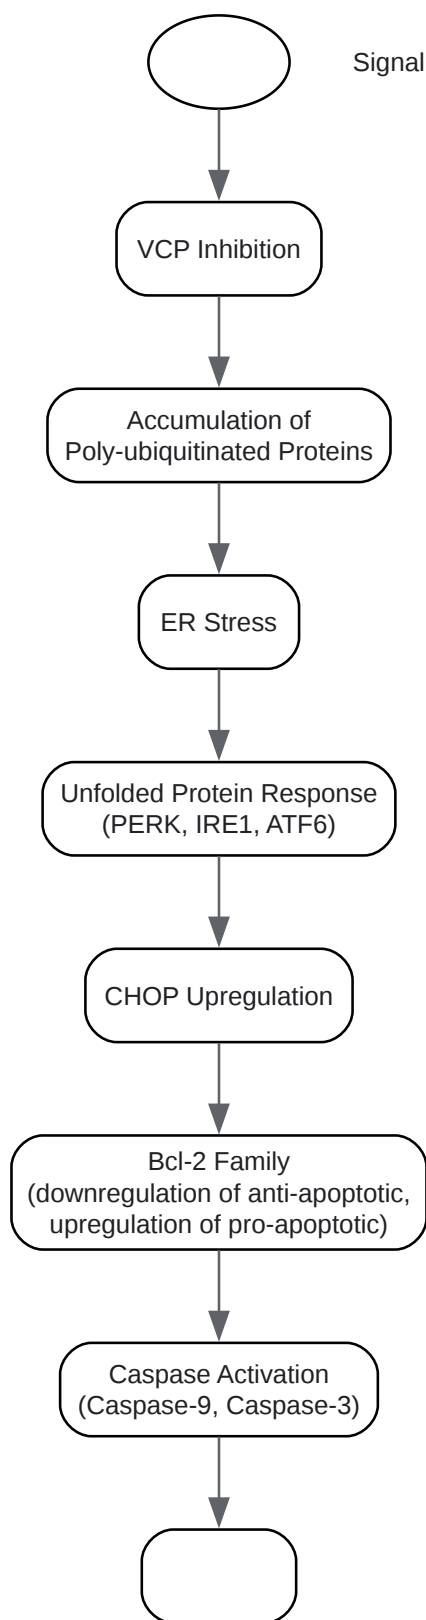 Signal
VCP Inhibition
Accumulation of
Poly-ubiquitinated Proteins
ER Stress
Unfolded Protein Response
(PERK, IRE1, ATF6)
CHOP Upregulation
Bcl-2 Family
(downregulation of anti-apoptotic,
upregulation of pro-apoptotic)
Caspase Activation
(Caspase-9, Caspase-3)